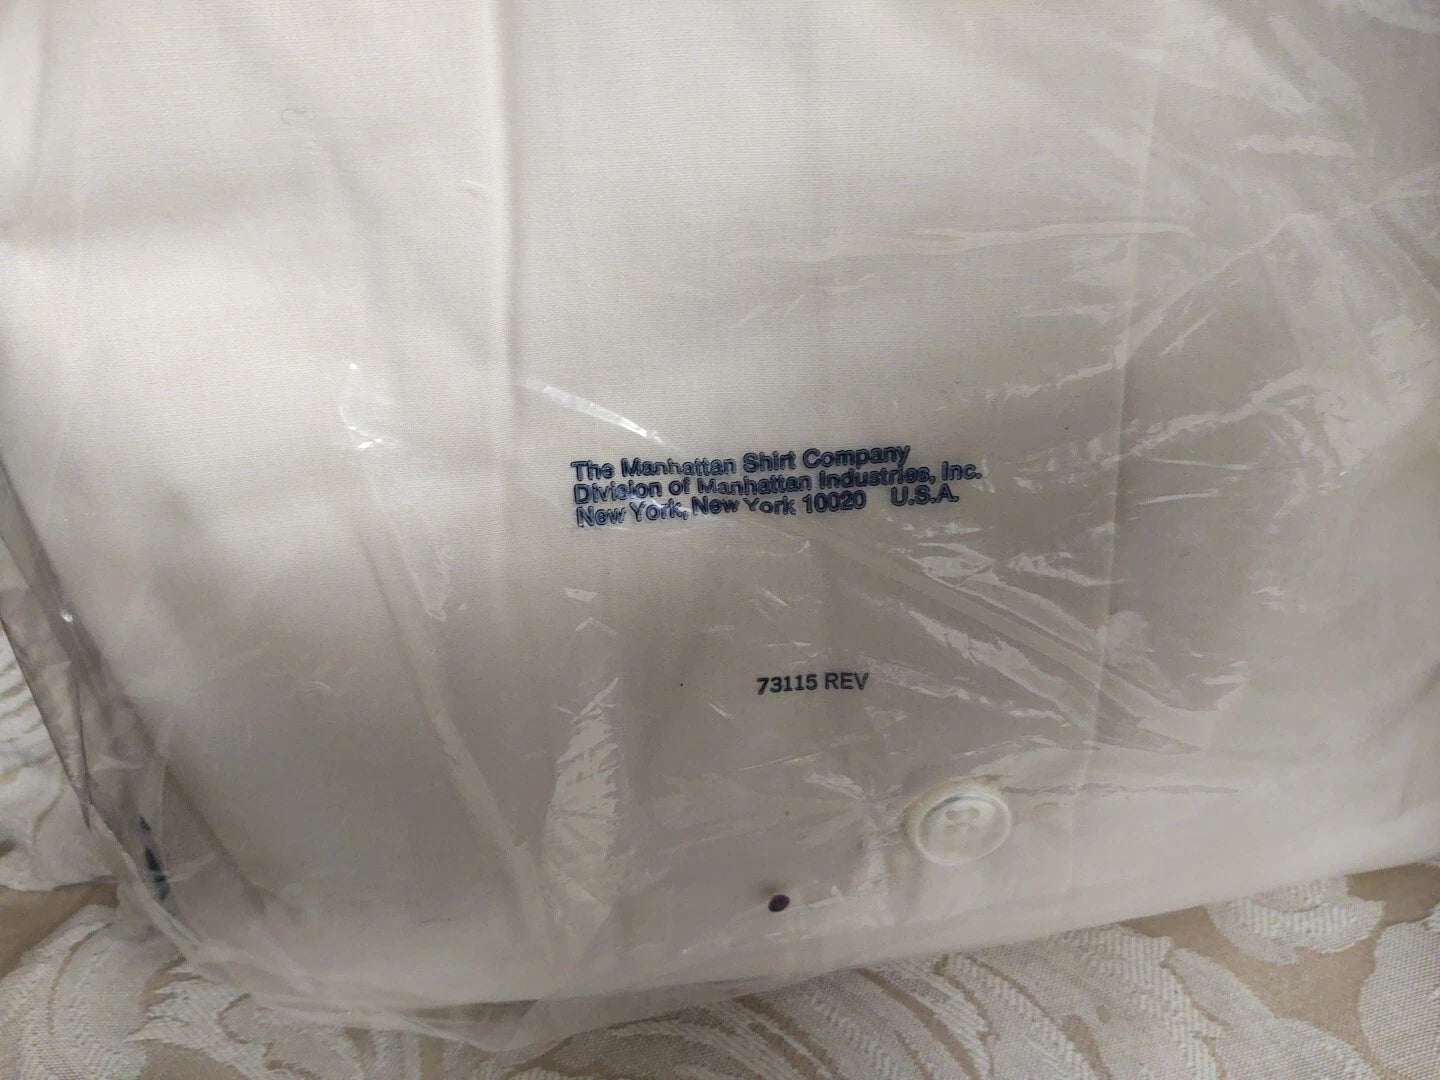 The Manhattan Shirt Company
Division of Manhattan Industries, Inc.
New York, New York 10020 U.S.A.
73115 REV